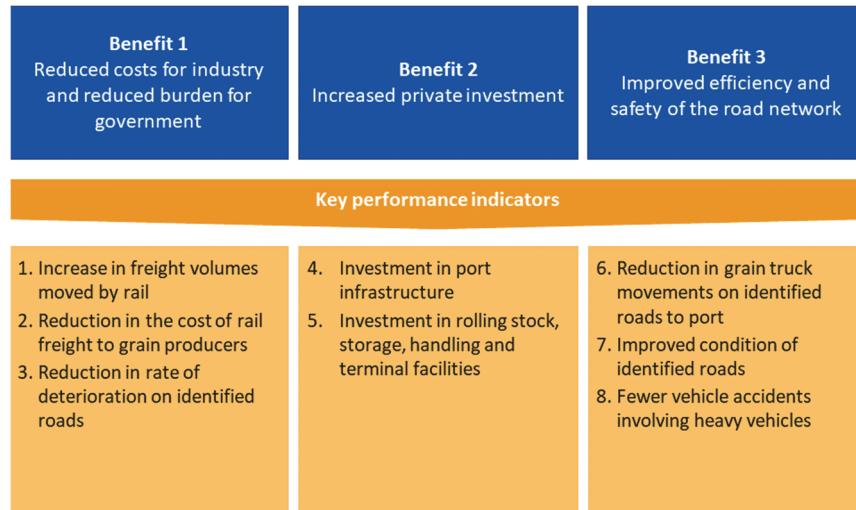 Benefit 1
Reduced costs for industry
and reduced burden for
government
Benefit 2
Increased private investment
Benefit 3
Improved efficiency and
safety of the road network
Key performance indicators
1. Increase in freight volumes
moved by rail
2. Reduction in the cost of rail
freight to grain producers
3. Reduction in rate of
deterioration on identified
roads
4. Investment in port
infrastructure
5. Investment in rolling stock,
storage, handling and
terminal facilities
6. Reduction in grain truck
movements on identified
roads to port
7. Improved condition of
identified roads
8. Fewer vehicle accidents
involving heavy vehicles